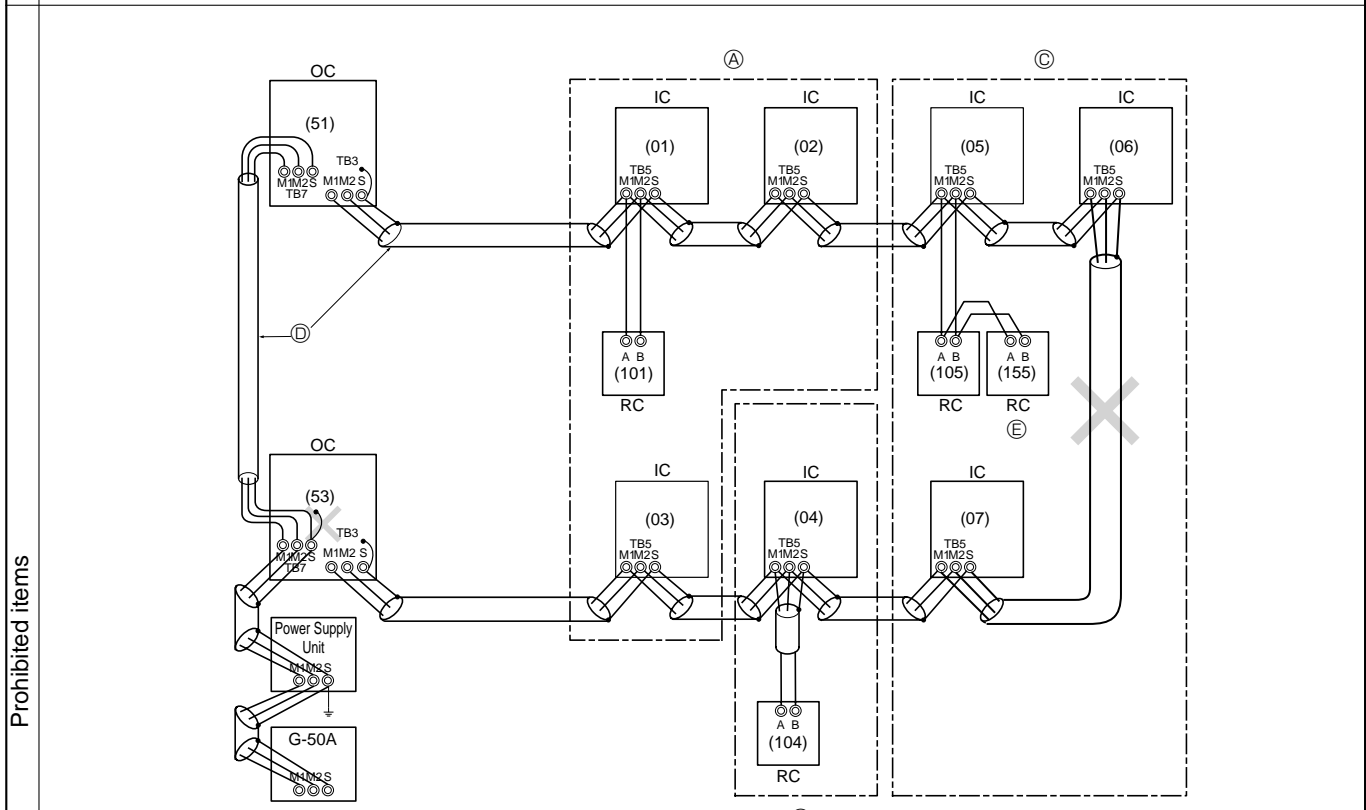 Prohibited items
Ⓐ
Ⓒ
OC
(51)
TB3
M1M2S
TB7
M1M2 S
IC
(01)
TB5
M1M2S
IC
(02)
TB5
M1M2S
IC
(05)
TB5
M1M2S
IC
(06)
TB5
M1M2S
Ⓓ
A B
(101)
RC
A B
(105)
RC
A B
(155)
RC
Ⓔ
OC
(53)
TB3
M1M2S
TB7
M1M2 S
IC
(03)
TB5
M1M2S
IC
(04)
TB5
M1M2S
IC
(07)
TB5
M1M2S
Power Supply
Unit
M1M2S
G-50A
M1M2S
A B
(104)
RC